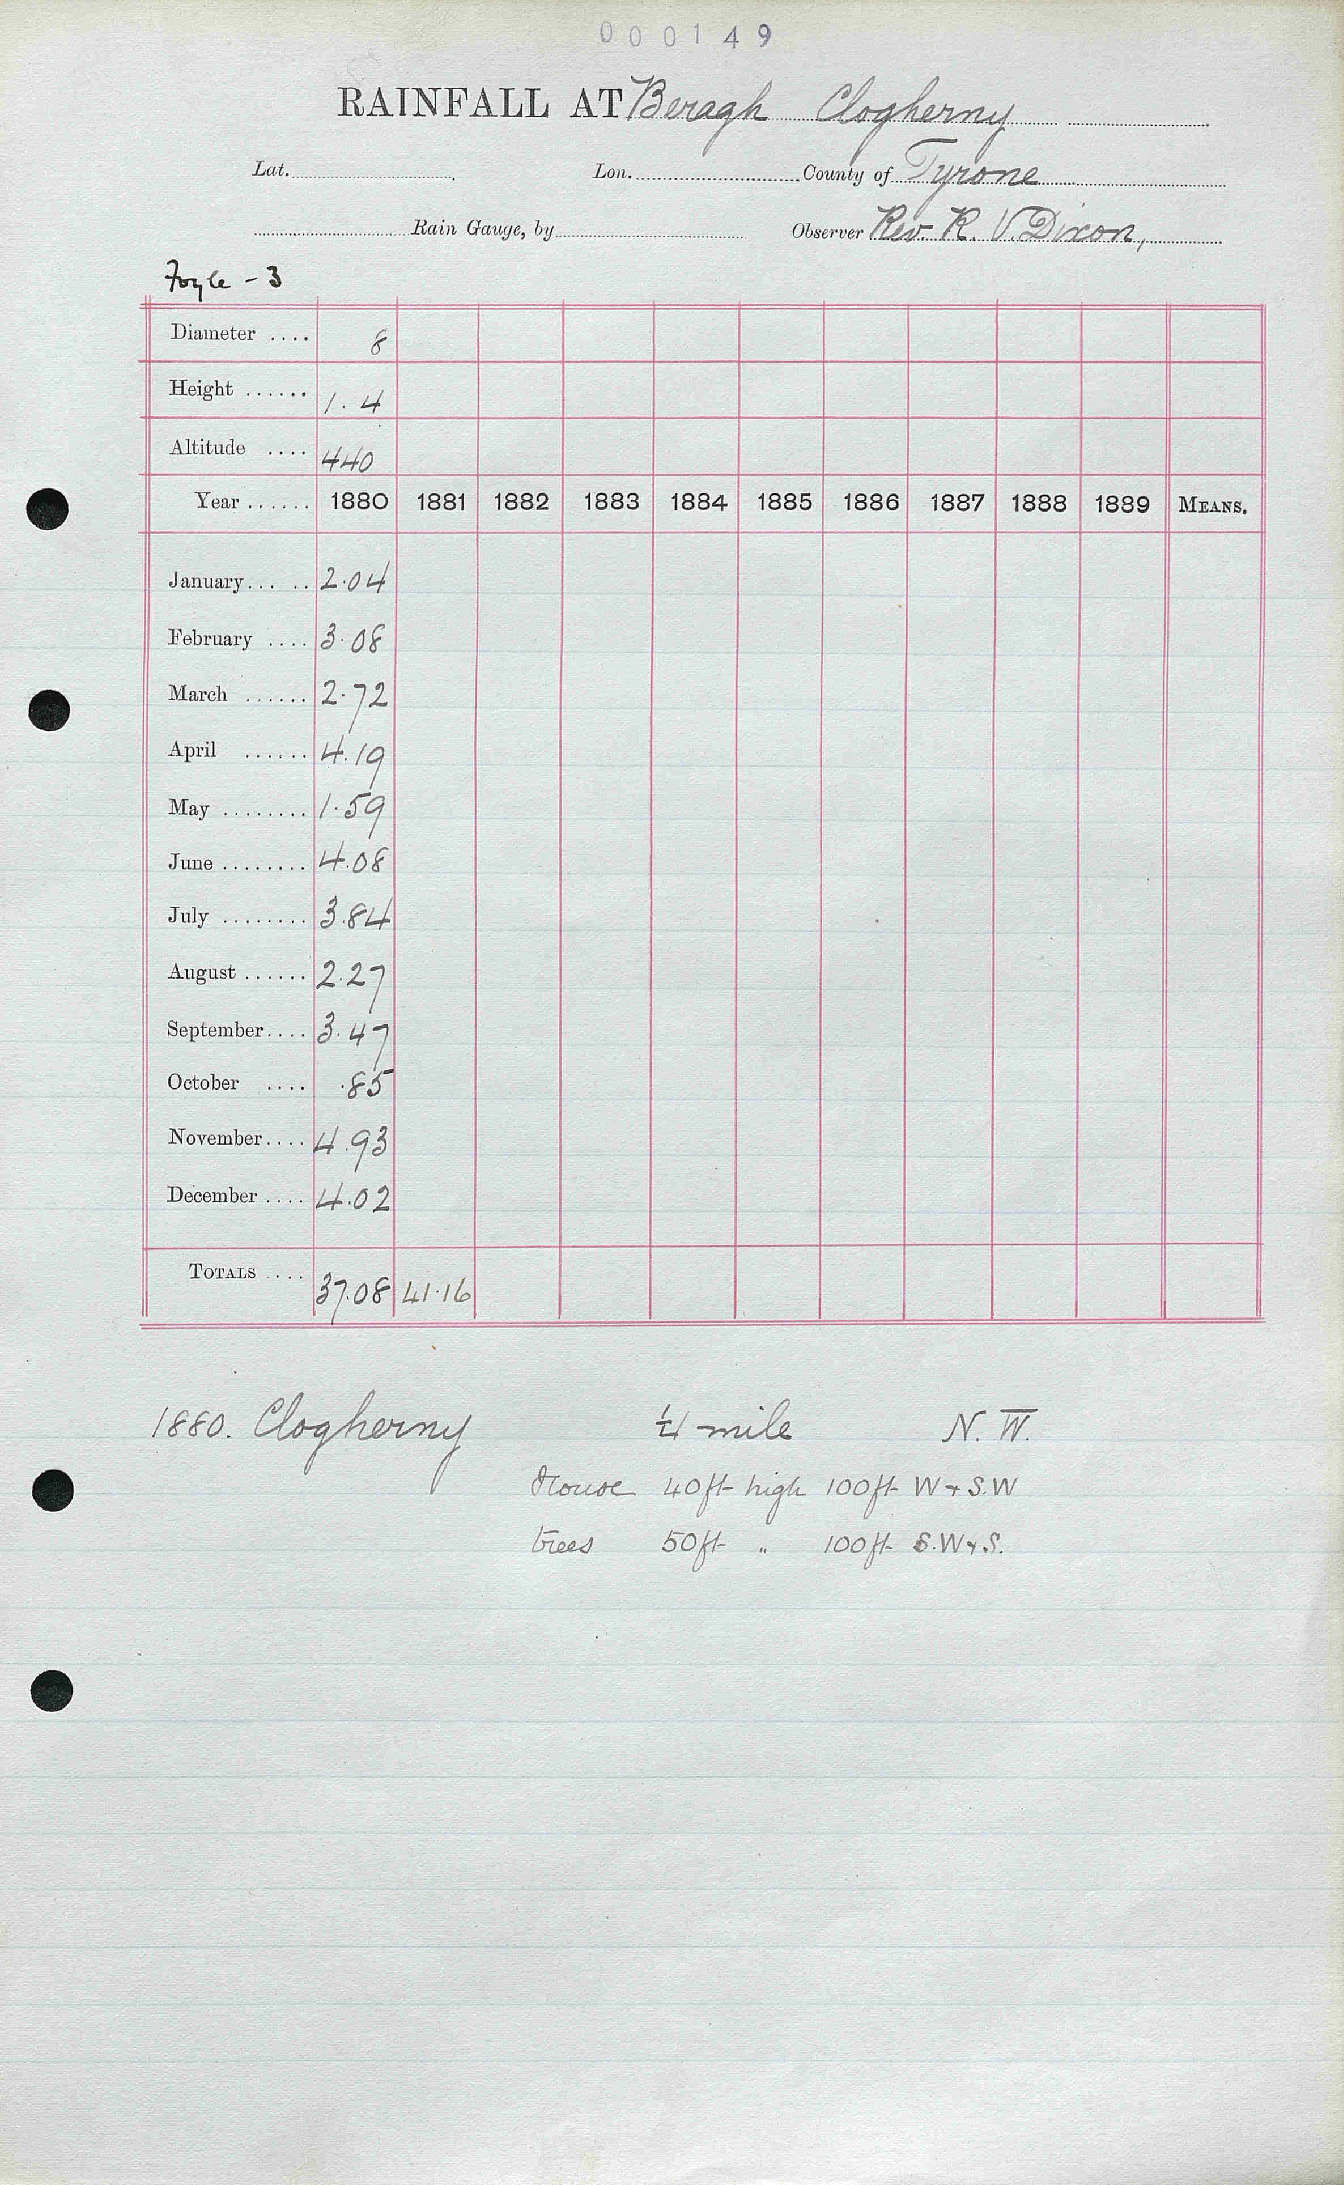 000149
RAINFALL AT Beragh Clogherny
Lat. Lon. County of Tyrone
Rain Gauge, by Observer Rev. R. V. Dixon,
Foyle - 3
Diameter .... 8
Height ...... 1.4
Altitude .... 440
Year ...... 1880 1881 1882 1883 1884 1885 1886 1887 1888 1889 MEANS.
January... .. 2.04
February .... 3.08
March ...... 2.72
April ...... 4.19
May ........ 1.59
June ........ 4.08
July ........ 3.84
August ...... 2.27
September.... 3.47
October .... .85
November.... 4.93
December .... 4.02
TOTALS .... 37.08 41.16
1880. Clogherny ¼ mile N.W.
House 40ft high 100ft W + S.W
trees 50ft " 100ft S.W + S.